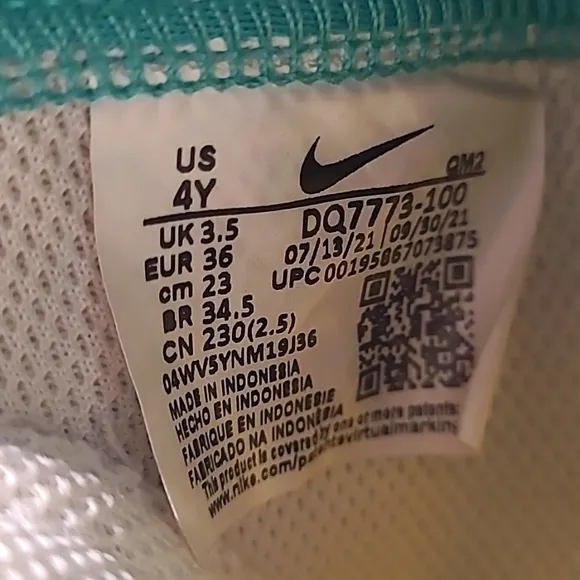 US
4Y
QM2
UK 3.5
DQ7773-100
EUR 36
07/13/21 09/30/21
cm 23
UPC 00195867073875
BR 34.5
CN 230(2.5)
04WV5YNM19J36
MADE IN INDONESIA
HECHO EN INDONESIA
FABRIQUE EN INDONESIE
FABRICADO NA INDONÉSIA
This product is covered by one or more patents
www.nike.com/